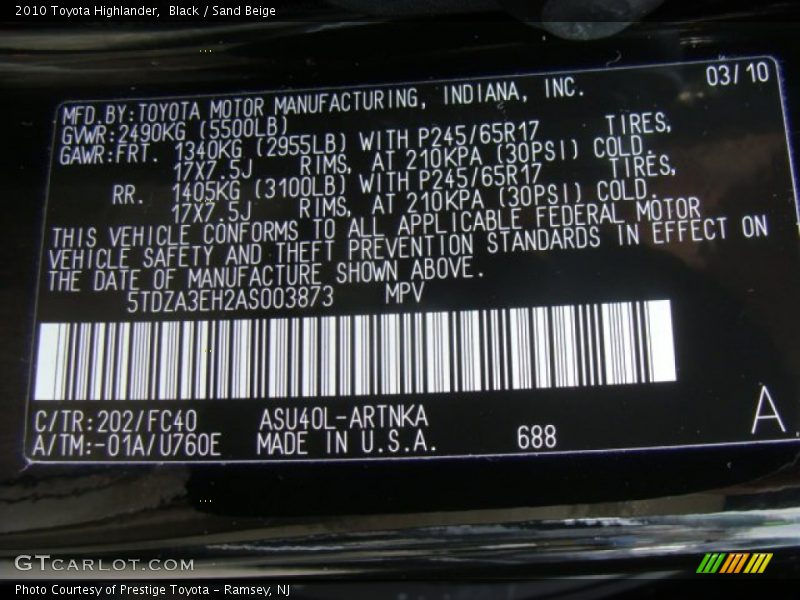 2010 Toyota Highlander, Black / Sand Beige
03/10
MFD.BY:TOYOTA MOTOR MANUFACTURING, INDIANA, INC.
GVWR:2490KG (5500LB)
GAWR:FRT. 1340KG (2955LB) WITH P245/65R17 TIRES,
17X7.5J RIMS, AT 210KPA (30PSI) COLD.
RR. 1405KG (3100LB) WITH P245/65R17 TIRES,
17X7.5J RIMS, AT 210KPA (30PSI) COLD.
THIS VEHICLE CONFORMS TO ALL APPLICABLE FEDERAL MOTOR
VEHICLE SAFETY AND THEFT PREVENTION STANDARDS IN EFFECT ON
THE DATE OF MANUFACTURE SHOWN ABOVE.
5TDZA3EH2AS003873 MPV
C/TR:202/FC40 ASU40L-ARTNKA
A/TM:-01A/U760E MADE IN U.S.A. 688 A
GTCARLOT.COM
Photo Courtesy of Prestige Toyota - Ramsey, NJ